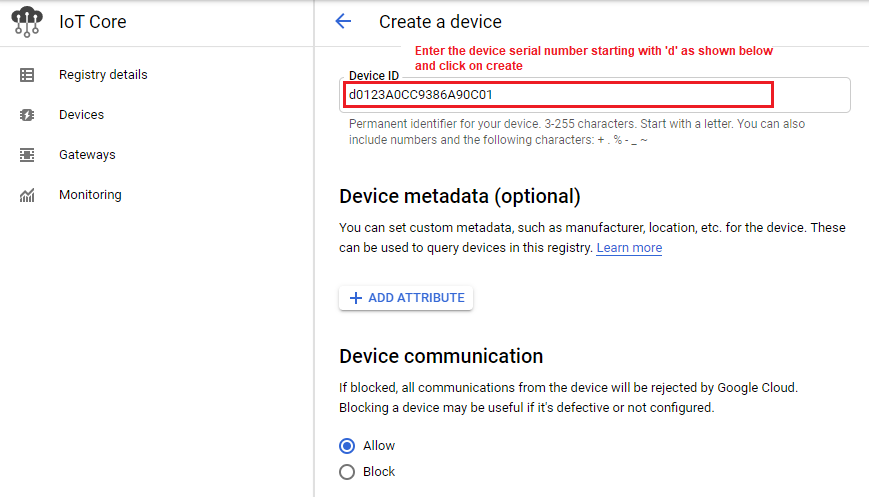 IoT Core
Registry details
Devices
Gateways
Monitoring
Create a device
Enter the device serial number starting with 'd' as shown below
and click on create
Device ID
d0123A0CC9386A90C01
Permanent identifier for your device. 3-255 characters. Start with a letter. You can also
include numbers and the following characters: + . % - _ ~
Device metadata (optional)
You can set custom metadata, such as manufacturer, location, etc. for the device. These
can be used to query devices in this registry. Learn more
ADD ATTRIBUTE
Device communication
If blocked, all communications from the device will be rejected by Google Cloud.
Blocking a device may be useful if it's defective or not configured.
Allow
Block